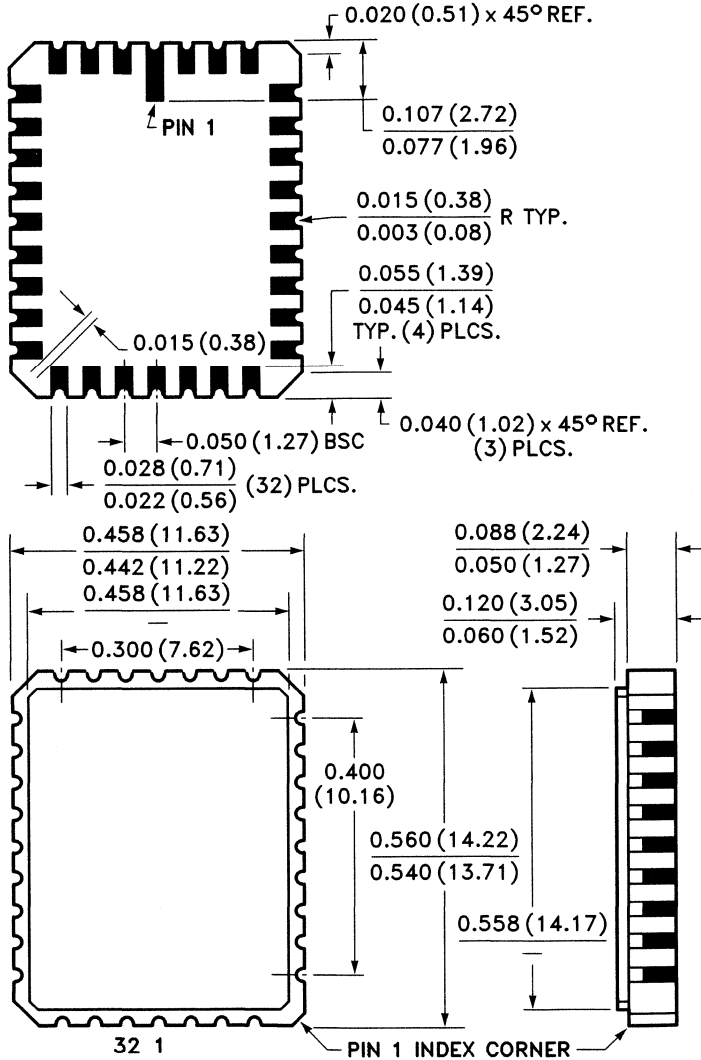 0.020 (0.51) x 45° REF.
0.107 (2.72)
0.077 (1.96)
PIN 1
0.015 (0.38)
0.003 (0.08)
R TYP.
0.055 (1.39)
0.045 (1.14)
TYP. (4) PLCS.
0.015 (0.38)
0.040 (1.02) x 45° REF.
(3) PLCS.
0.050 (1.27) BSC
0.028 (0.71)
0.022 (0.56)
(32) PLCS.
0.458 (11.63)
0.442 (11.22)
0.458 (11.63)
—
0.300 (7.62)
0.088 (2.24)
0.050 (1.27)
0.120 (3.05)
0.060 (1.52)
0.400
(10.16)
0.560 (14.22)
0.540 (13.71)
0.558 (14.17)
—
32 1
PIN 1 INDEX CORNER